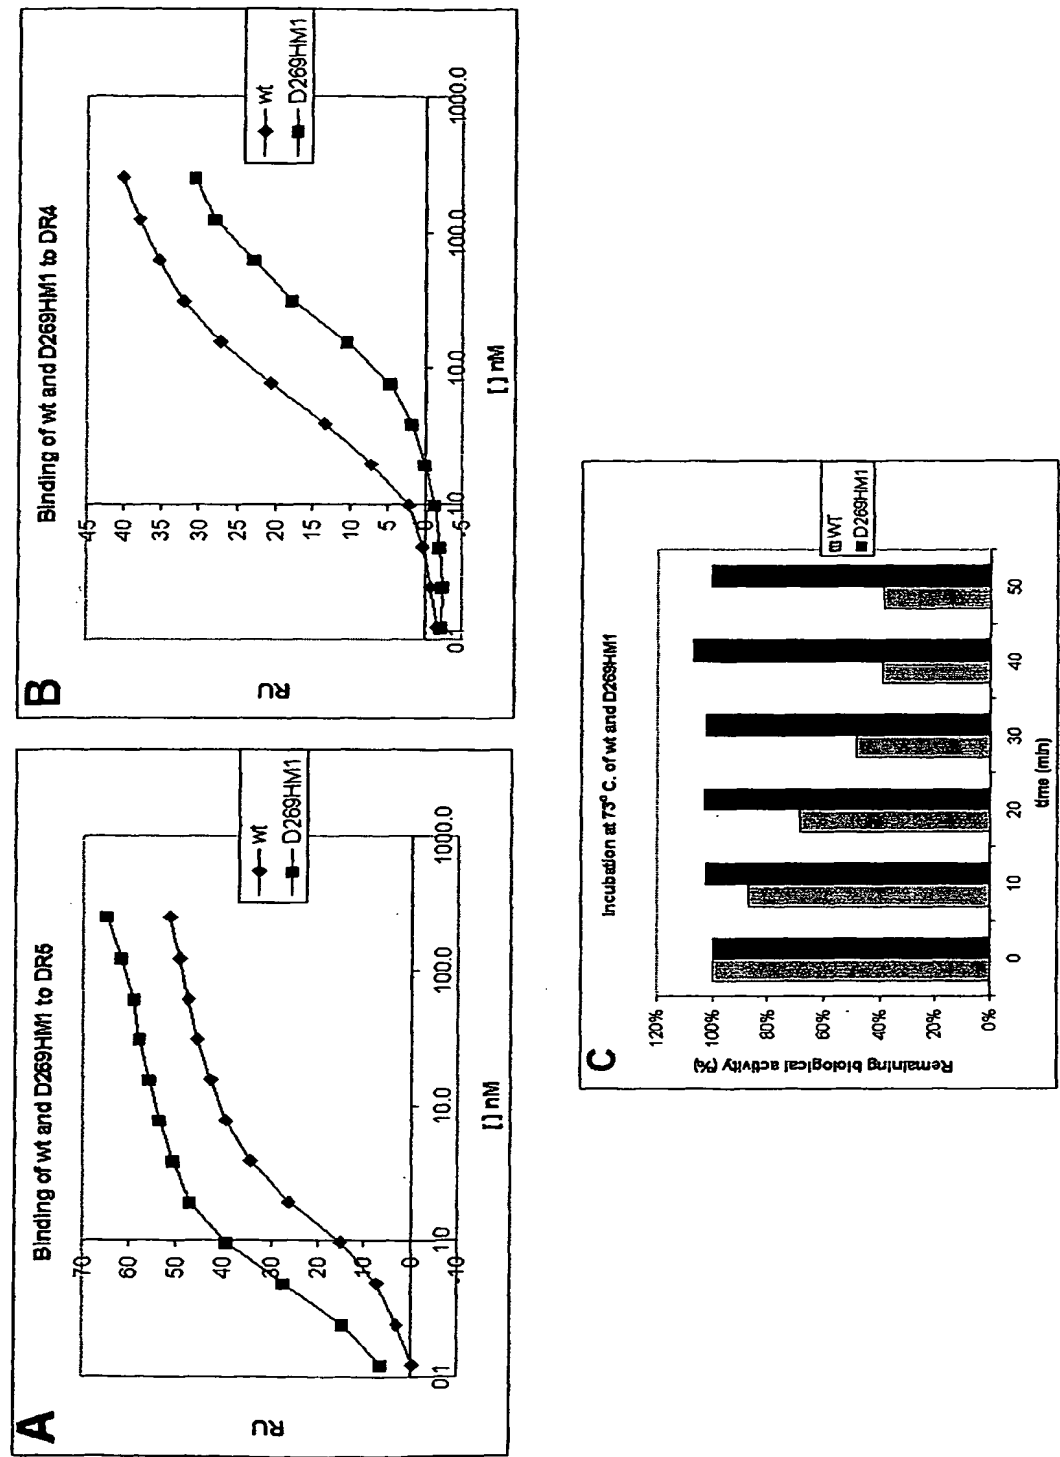 A
Binding of wt and D269HM1 to DR5
RU
70
60
50
40
30
20
10
0
-10
0.1
1.0
10.0
100.0
1000.0
[ ] nM
wt
D269HM1
B
Binding of wt and D269HM1 to DR4
RU
45
40
35
30
25
20
15
10
5
0
-5
0.1
1.0
10.0
100.0
1000.0
[ ] nM
wt
D269HM1
C
Incubation at 73° C. of wt and D269HM1
Remaining biological activity (%)
120%
100%
80%
60%
40%
20%
0%
0
10
20
30
40
50
time (min)
WT
D269HM1